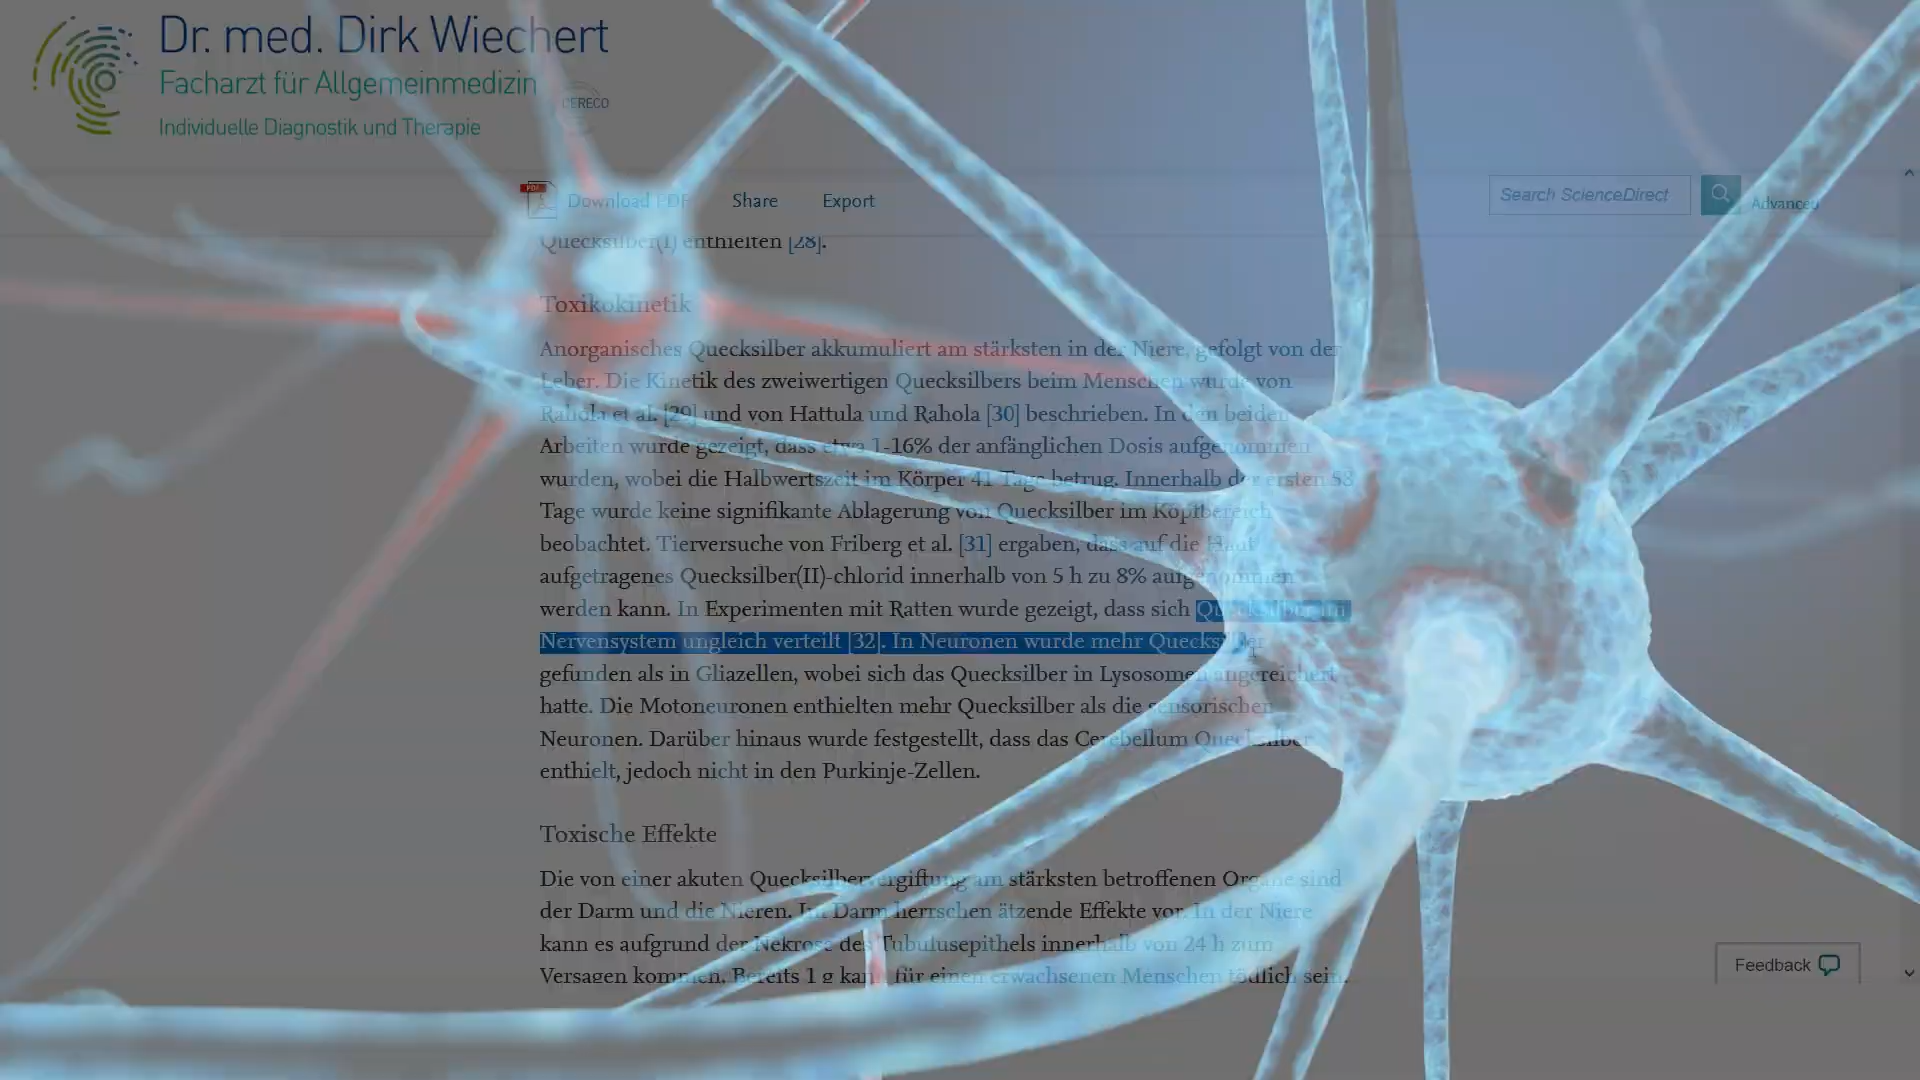 Dr. med. Dirk Wiechert
Facharzt für Allgemeinmedizin
CERECO
Individuelle Diagnostik und Therapie
PDF
Download PDF
Share
Export
Search ScienceDirect
Advanced
Quecksilber(I) enthielten [28].
Toxikokinetik
Anorganisches Quecksilber akkumuliert am stärksten in der Niere, gefolgt von der
Leber. Die Kinetik des zweiwertigen Quecksilbers beim Menschen wurde von
Rahola et al. [29] und von Hattula und Rahola [30] beschrieben. In den beiden
Arbeiten wurde gezeigt, dass etwa 1-16% der anfänglichen Dosis aufgenommen
wurden, wobei die Halbwertszeit im Körper 41 Tage betrug. Innerhalb der ersten 58
Tage wurde keine signifikante Ablagerung von Quecksilber im Kopfbereich
beobachtet. Tierversuche von Friberg et al. [31] ergaben, dass auf die Haut
aufgetragenes Quecksilber(II)-chlorid innerhalb von 5 h zu 8% aufgenommen
werden kann. In Experimenten mit Ratten wurde gezeigt, dass sich Quecksilber im
Nervensystem ungleich verteilt [32]. In Neuronen wurde mehr Quecksilber
gefunden als in Gliazellen, wobei sich das Quecksilber in Lysosomen angereichert
hatte. Die Motoneuronen enthielten mehr Quecksilber als die sensorischen
Neuronen. Darüber hinaus wurde festgestellt, dass das Cerebellum Quecksilber
enthielt, jedoch nicht in den Purkinje-Zellen.
Toxische Effekte
Die von einer akuten Quecksilbervergiftung am stärksten betroffenen Organe sind
der Darm und die Nieren. Im Darm herrschen ätzende Effekte vor. In der Niere
kann es aufgrund der Nekrose des Tubulusepithels innerhalb von 24 h zum
Versagen kommen. Bereits 1 g kann für einen erwachsenen Menschen tödlich sein.
Feedback